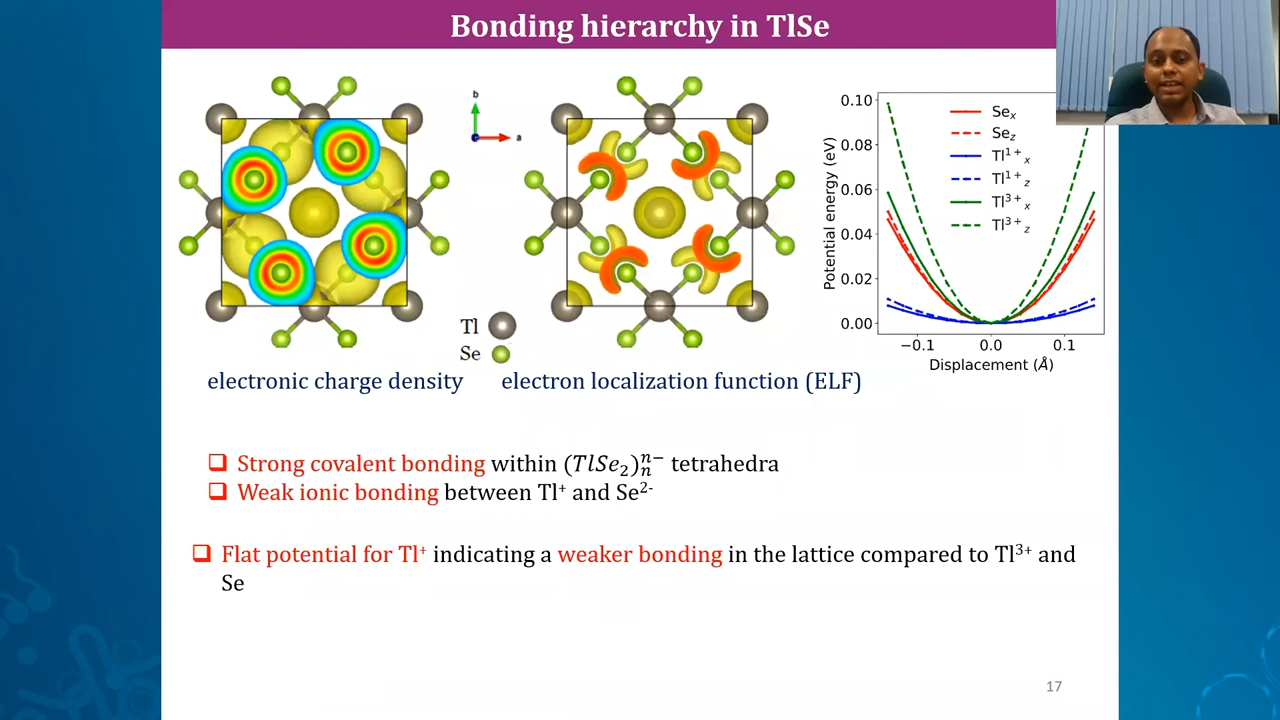 Bonding hierarchy in TlSe
b
a
Tl
Se
electronic charge density
electron localization function (ELF)
Potential energy (eV)
0.10
0.08
0.06
0.04
0.02
0.00
−0.1
0.0
0.1
Displacement (Å)
Se_x
Se_z
Tl^{1+}_x
Tl^{1+}_z
Tl^{3+}_x
Tl^{3+}_z
❑ Strong covalent bonding within (TlSe₂)_n^{n−} tetrahedra
❑ Weak ionic bonding between Tl⁺ and Se²⁻
❑ Flat potential for Tl⁺ indicating a weaker bonding in the lattice compared to Tl³⁺ and
Se
17